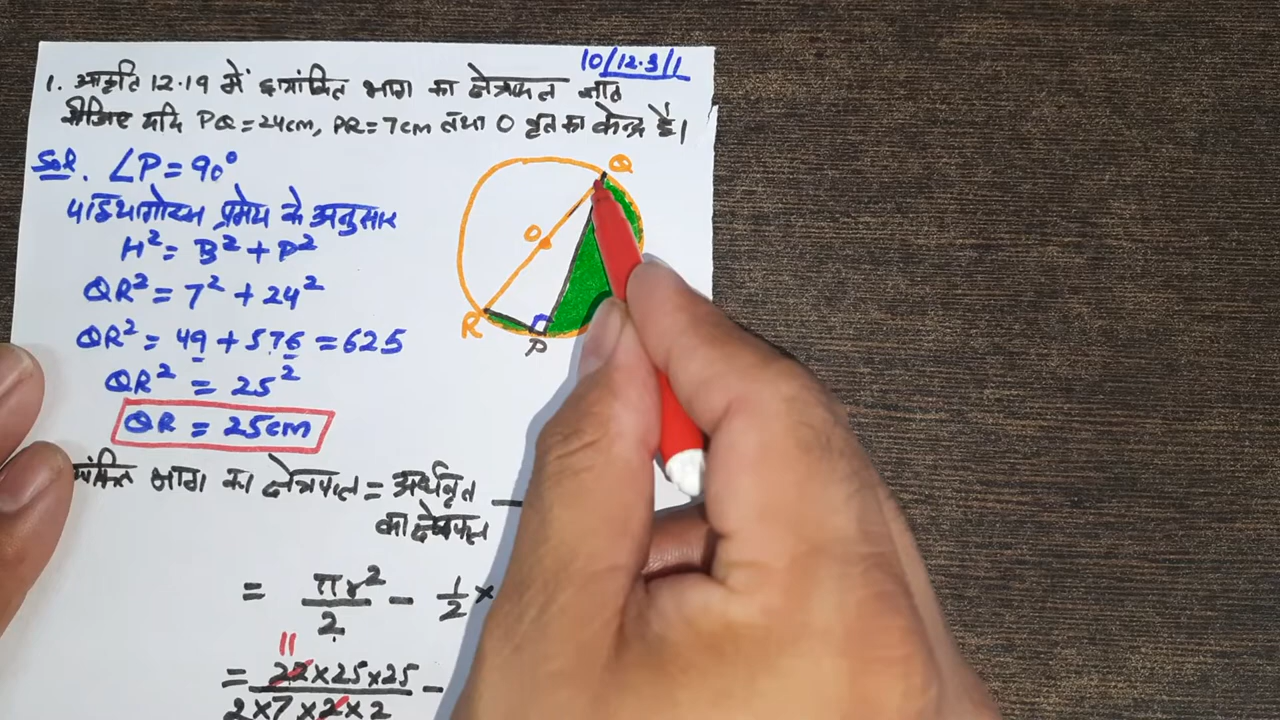 10/12.3/1
1. आकृति 12.19 में छायांकित भाग का क्षेत्रफल ज्ञात
कीजिए यदि PQ = 24cm, PR = 7cm तथा O वृत का केन्द्र है।
Sol. ∠P = 90°
पाइथागोरस प्रमेय के अनुसार
H² = B² + P²
QR² = 7² + 24²
QR² = 49 + 576 = 625
QR² = 25²
QR = 25cm
Q
O
R
P
भाग का क्षेत्रफल = अर्धवृत —
का क्षेत्रफल
= πr²/2 - 1/2 ×
11
= 22×25×25 / 2×7×2×2 -